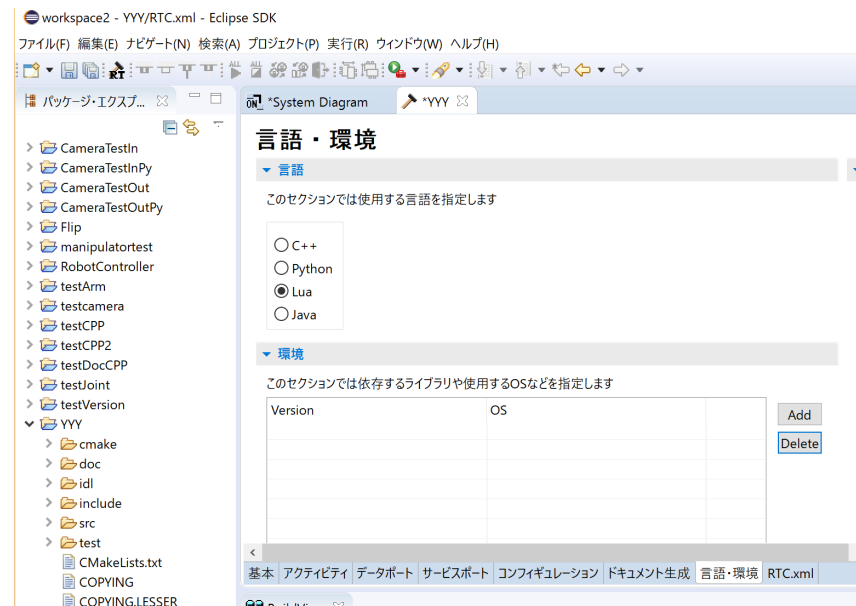 workspace2 - YYY/RTC.xml - Eclipse SDK
ファイル(F) 編集(E) ナビゲート(N) 検索(A) プロジェクト(P) 実行(R) ウィンドウ(W) ヘルプ(H)
パッケージ・エクスプ...
*System Diagram
*YYY
CameraTestIn
CameraTestInPy
CameraTestOut
CameraTestOutPy
Flip
manipulatortest
RobotController
testArm
testcamera
testCPP
testCPP2
testDocCPP
testJoint
testVersion
YYY
cmake
doc
idl
include
src
test
CMakeLists.txt
COPYING
COPYING.LESSER
言語・環境
言語
このセクションでは使用する言語を指定します
C++
Python
Lua
Java
環境
このセクションでは依存するライブラリや使用するOSなどを指定します
Version OS
Add
Delete
基本 アクティビティ データポート サービスポート コンフィギュレーション ドキュメント生成 言語・環境 RTC.xml